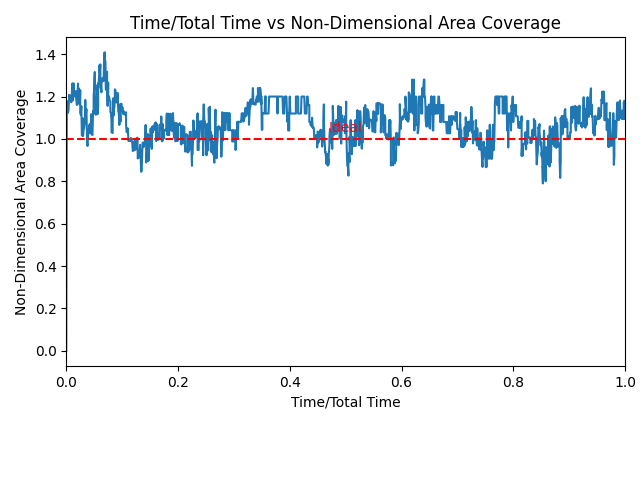 Time/Total Time vs Non-Dimensional Area Coverage
Non-Dimensional Area Coverage
1.4
1.2
1.0
0.8
0.6
0.4
0.2
0.0
Ideal
0.0 0.2 0.4 0.6 0.8 1.0
Time/Total Time